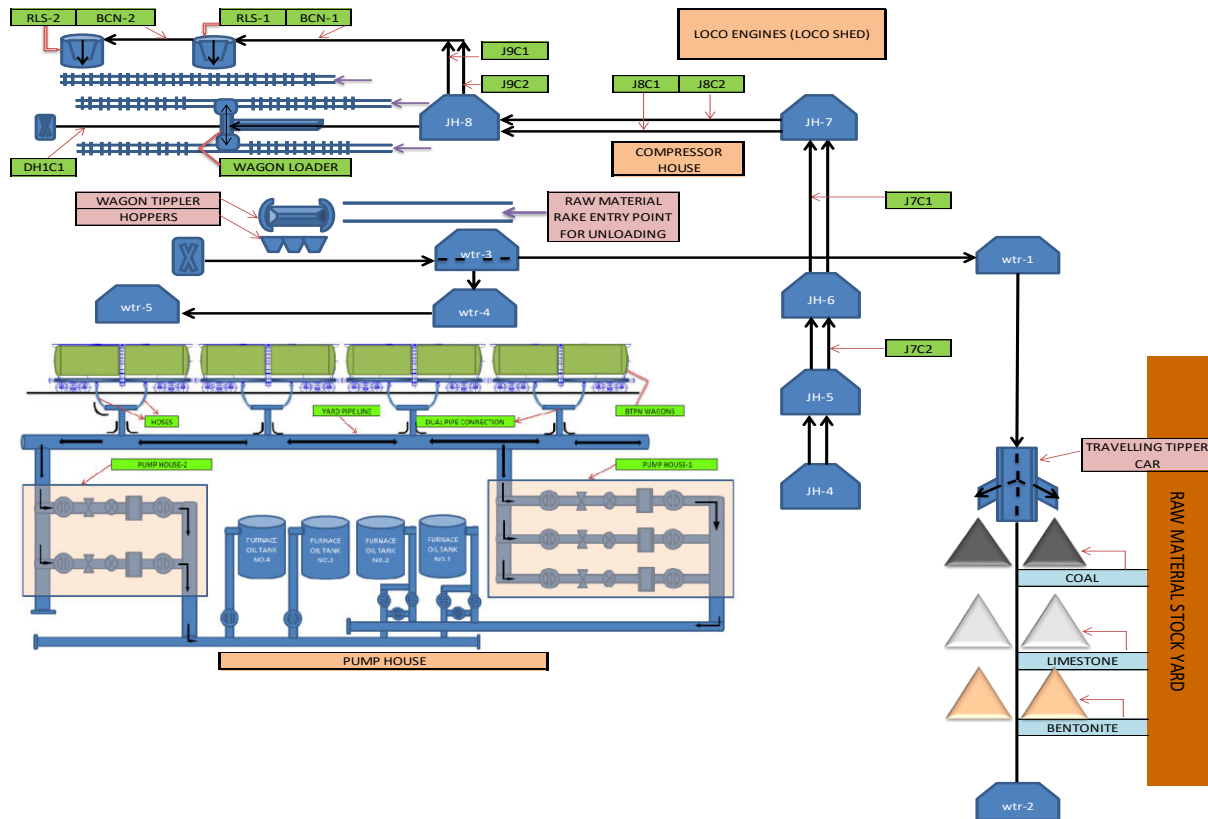 RLS-2
BCN-2
RLS-1
BCN-1
LOCO ENGINES (LOCO SHED)
J9C1
J9C2
J8C1
J8C2
JH-8
JH-7
DH1C1
WAGON LOADER
COMPRESSOR
HOUSE
WAGON TIPPLER
HOPPERS
RAW MATERIAL
RAKE ENTRY POINT
FOR UNLOADING
J7C1
wtr-3
wtr-1
wtr-5
wtr-4
JH-6
J7C2
JH-5
HOSES
YARD PIPE LINE
DUAL PIPE CONNECTION
BTPN WAGONS
TRAVELLING TIPPER
CAR
PUMP HOUSE-2
PUMP HOUSE-1
JH-4
FURNACE
OIL TANK
NO.4
FURNACE
OIL TANK
NO.3
FURNACE
OIL TANK
NO.2
FURNACE
OIL TANK
NO.1
COAL
LIMESTONE
BENTONITE
RAW MATERIAL STOCK YARD
PUMP HOUSE
wtr-2